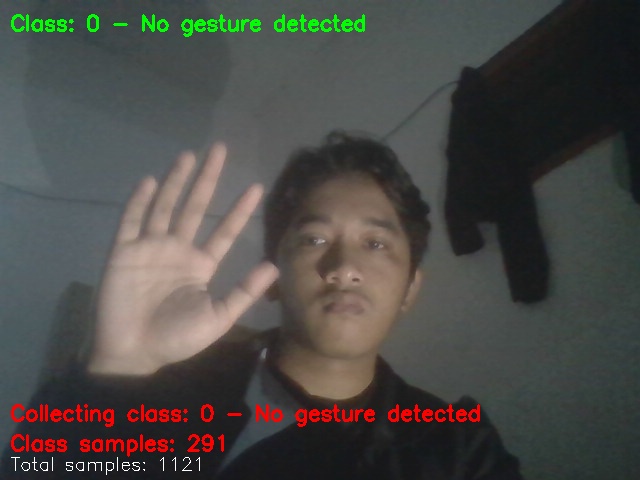 Class: 0 - No gesture detected
Collecting class: 0 - No gesture detected
Class samples: 291
Total samples: 1121